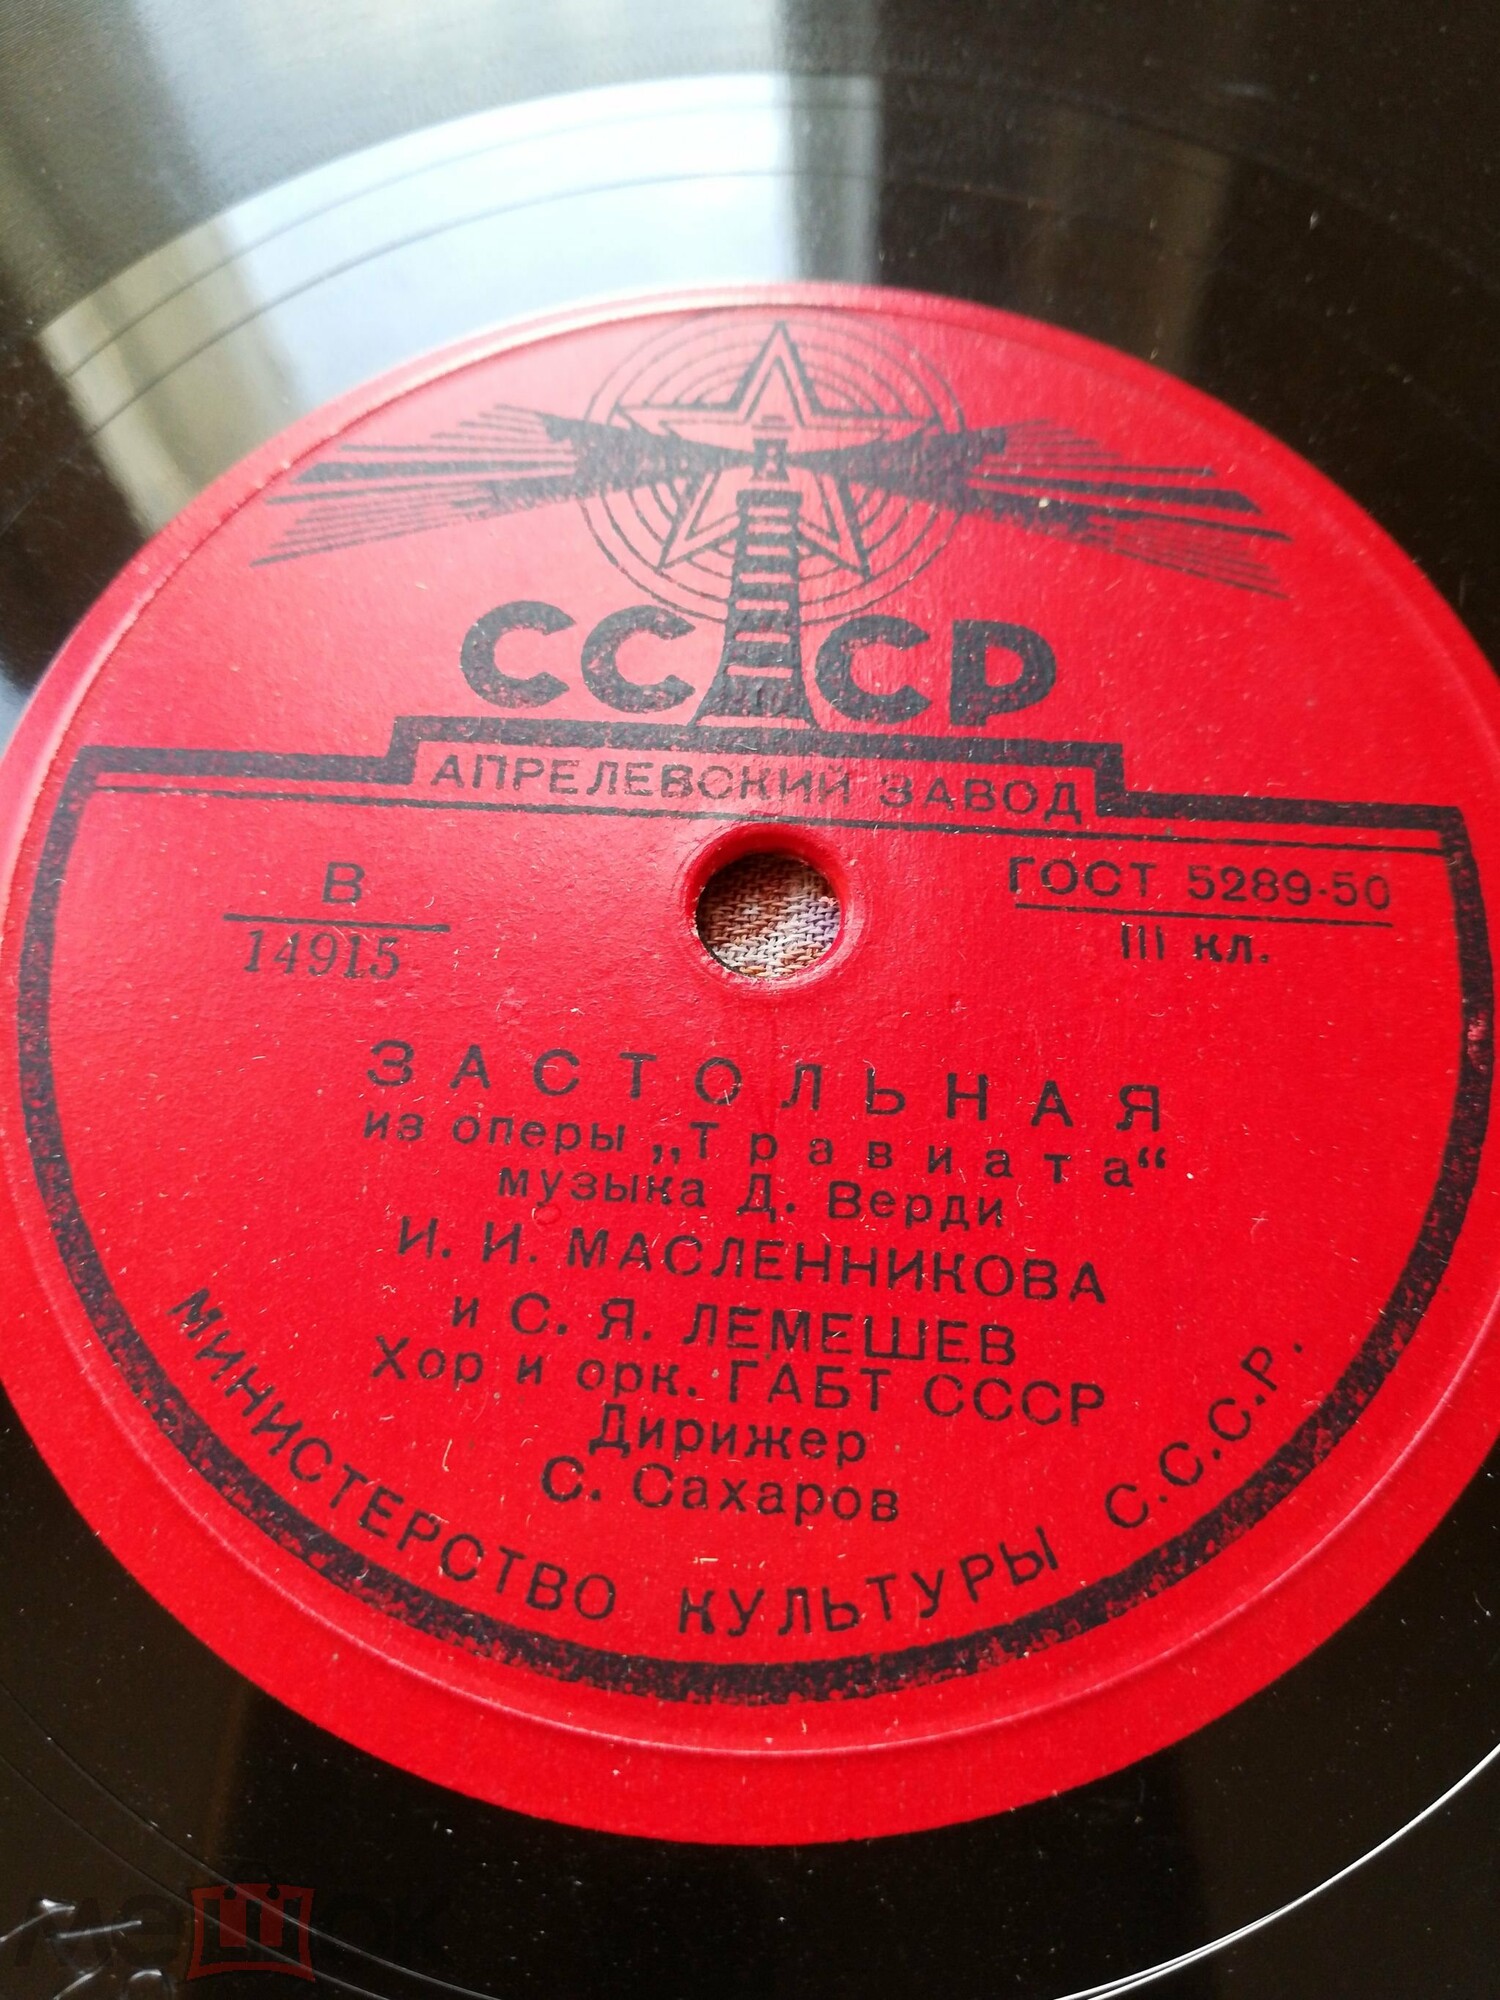 СССР
АПРЕЛЕВСКИЙ ЗАВОД
В
14915
ГОСТ 5289-50
III кл.
ЗАСТОЛЬНАЯ
из оперы „Травиата“
музыка Д. Верди
И. И. МАСЛЕННИКОВА
и С. Я. ЛЕМЕШЕВ
Хор и орк. ГАБТ СССР
Дирижер
С. Сахаров
МИНИСТЕРСТВО КУЛЬТУРЫ С.С.С.Р.
мешок